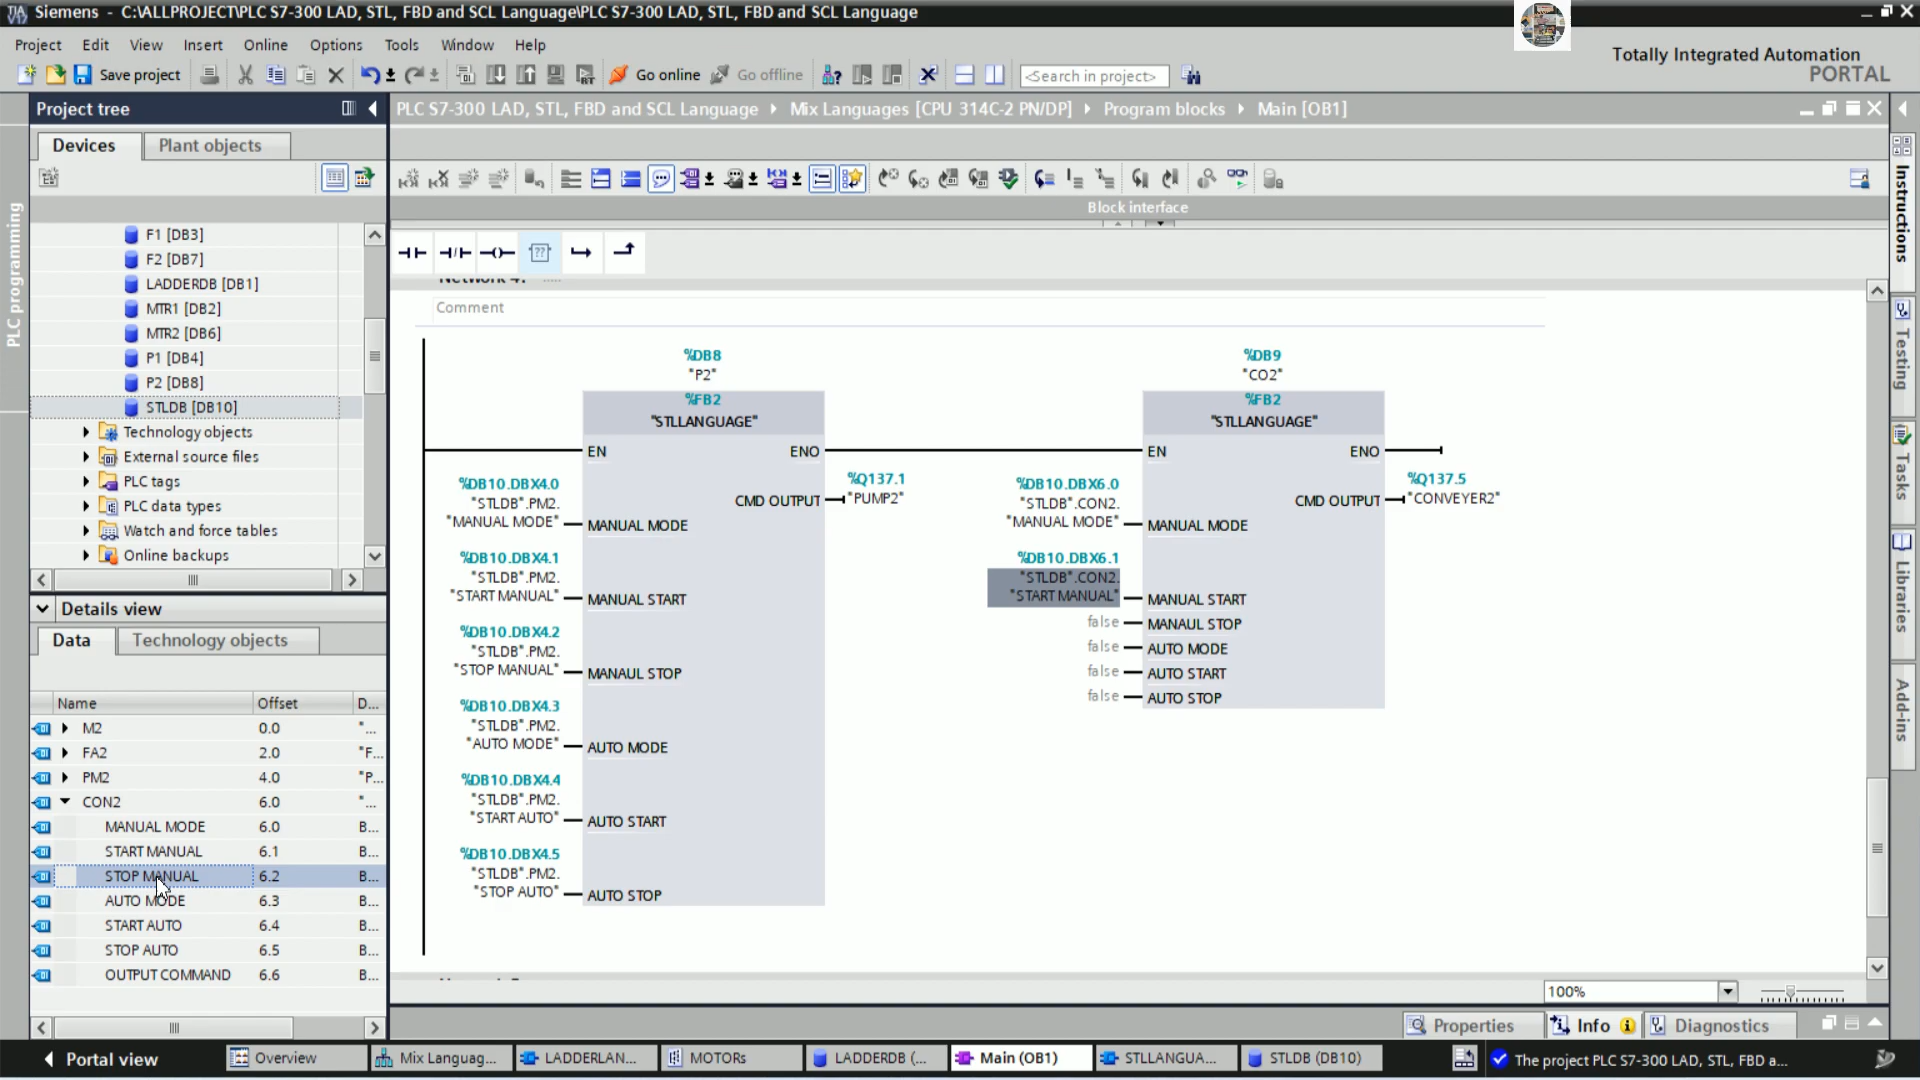 Siemens - C:\ALLPROJECT\PLC S7-300 LAD, STL, FBD and SCL Language\PLC S7-300 LAD, STL, FBD and SCL Language
Project Edit View Insert Online Options Tools Window Help
Totally Integrated Automation
PORTAL
Save project
Go online
Go offline
<Search in project>
Project tree
PLC S7-300 LAD, STL, FBD and SCL Language
Mix Languages [CPU 314C-2 PN/DP]
Program blocks
Main [OB1]
Devices
Plant objects
PLC programming
Block interface
F1 [DB3]
F2 [DB7]
LADDERDB [DB1]
MTR1 [DB2]
MTR2 [DB6]
P1 [DB4]
P2 [DB8]
STLDB [DB10]
Technology objects
External source files
PLC tags
PLC data types
Watch and force tables
Online backups
Details view
Data
Technology objects
Name Offset D...
M2 0.0 "...
FA2 2.0 "F...
PM2 4.0 "P...
CON2 6.0 "...
MANUAL MODE 6.0 B...
START MANUAL 6.1 B...
STOP MANUAL 6.2 B...
AUTO MODE 6.3 B...
START AUTO 6.4 B...
STOP AUTO 6.5 B...
OUTPUT COMMAND 6.6 B...
Network 4:
Comment
%DB8
"P2"
%FB2
"STLLANGUAGE"
EN ENO
%DB10.DBX4.0
"STLDB".PM2.
"MANUAL MODE"
MANUAL MODE
CMD OUTPUT
%Q137.1
"PUMP2"
%DB10.DBX4.1
"STLDB".PM2.
"START MANUAL"
MANUAL START
%DB10.DBX4.2
"STLDB".PM2.
"STOP MANUAL"
MANAUL STOP
%DB10.DBX4.3
"STLDB".PM2.
"AUTO MODE"
AUTO MODE
%DB10.DBX4.4
"STLDB".PM2.
"START AUTO"
AUTO START
%DB10.DBX4.5
"STLDB".PM2.
"STOP AUTO"
AUTO STOP
%DB9
"CO2"
%FB2
"STLLANGUAGE"
EN ENO
%DB10.DBX6.0
"STLDB".CON2.
"MANUAL MODE"
MANUAL MODE
CMD OUTPUT
%Q137.5
"CONVEYER2"
%DB10.DBX6.1
"STLDB".CON2.
"START MANUAL"
MANUAL START
false MANAUL STOP
false AUTO MODE
false AUTO START
false AUTO STOP
100%
Instructions
Testing
Tasks
Libraries
Add-ins
Properties
Info
Diagnostics
Portal view
Overview
Mix Languag...
LADDERLAN...
MOTORs
LADDERDB (...
Main (OB1)
STLLANGUA...
STLDB (DB10)
The project PLC S7-300 LAD, STL, FBD a...